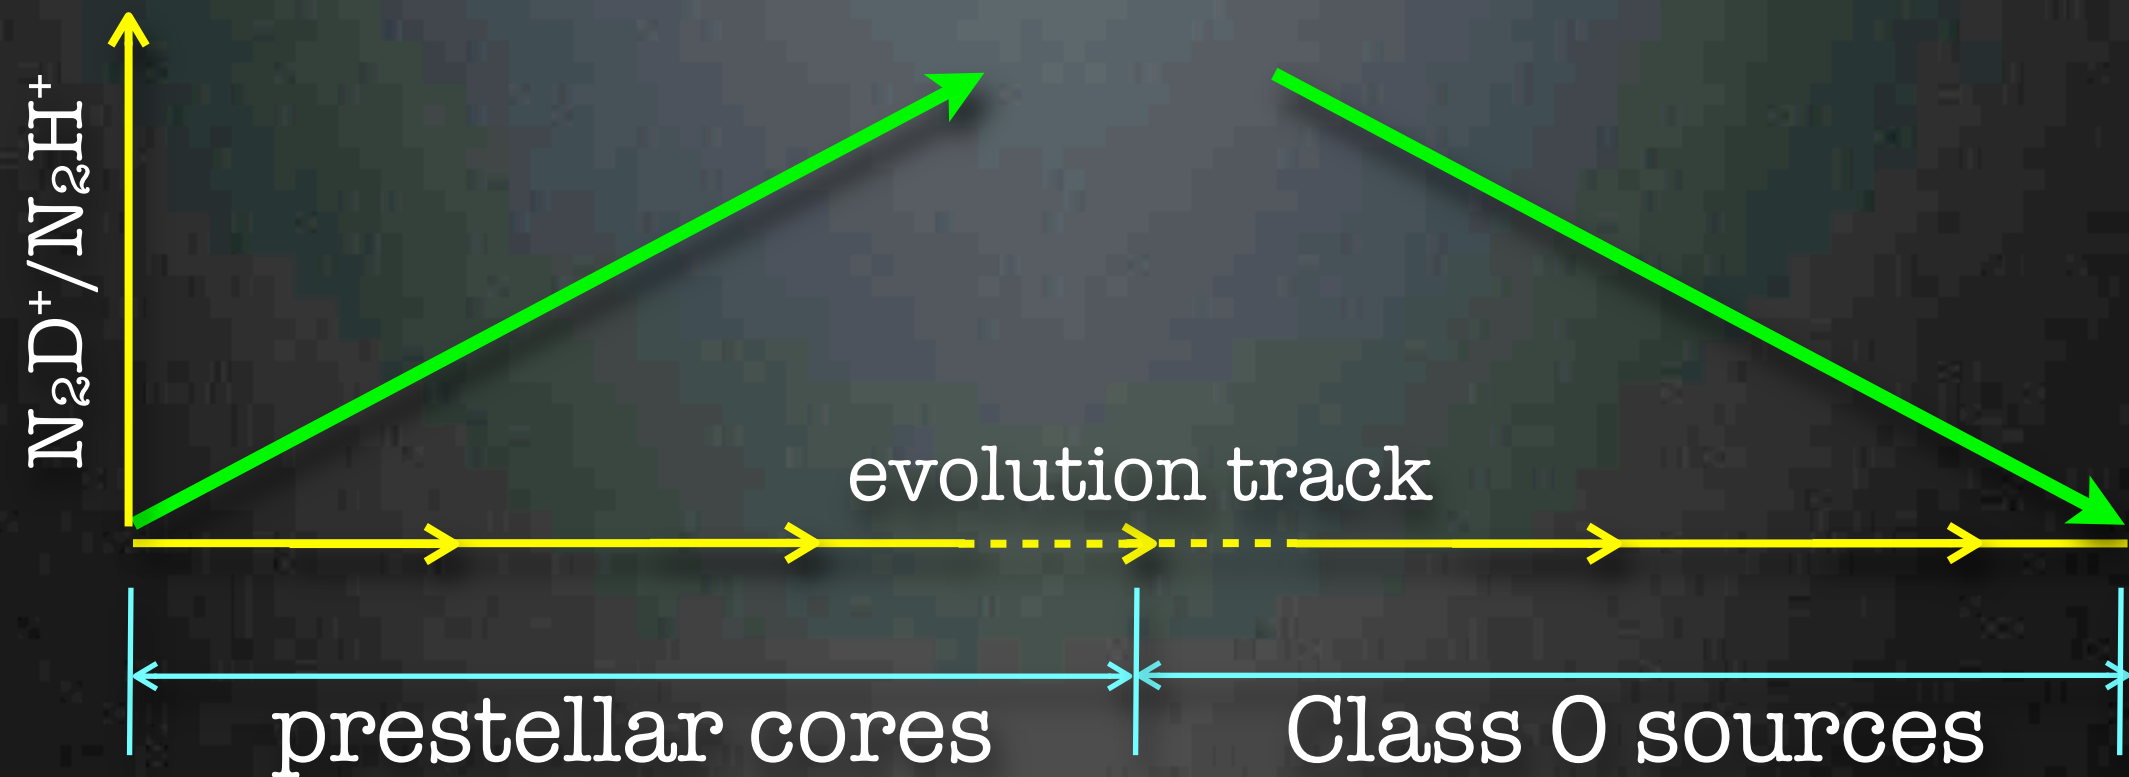 N₂D⁺/N₂H⁺
evolution track
prestellar cores
Class 0 sources